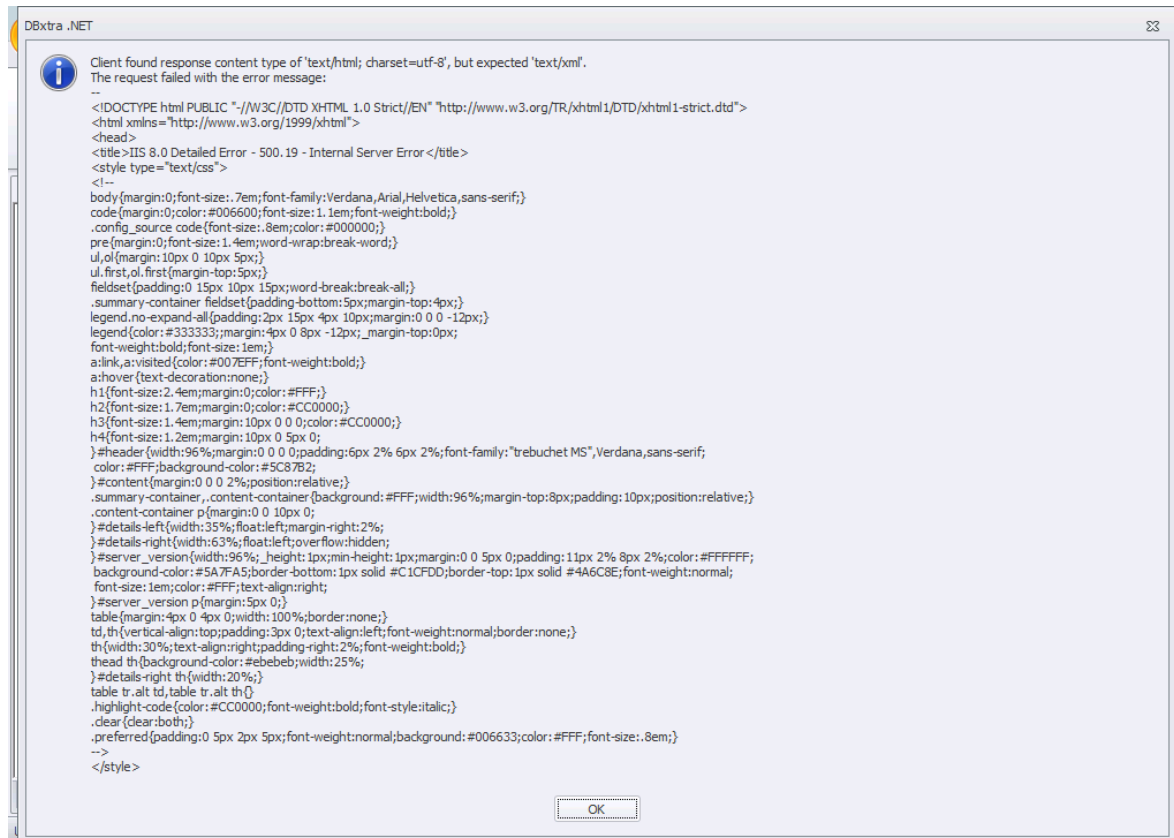 DBxtra .NET
Client found response content type of 'text/html; charset=utf-8', but expected 'text/xml'.
The request failed with the error message:
--
<!DOCTYPE html PUBLIC "-//W3C//DTD XHTML 1.0 Strict//EN" "http://www.w3.org/TR/xhtml1/DTD/xhtml1-strict.dtd">
<html xmlns="http://www.w3.org/1999/xhtml">
<head>
<title>IIS 8.0 Detailed Error - 500.19 - Internal Server Error</title>
<style type="text/css">
<!--
body{margin:0;font-size:.7em;font-family:Verdana,Arial,Helvetica,sans-serif;}
code{margin:0;color:#006600;font-size:1.1em;font-weight:bold;}
.config_source code{font-size:.8em;color:#000000;}
pre{margin:0;font-size:1.4em;word-wrap:break-word;}
ul,ol{margin:10px 0 10px 5px;}
ul.first,ol.first{margin-top:5px;}
fieldset{padding:0 15px 10px 15px;word-break:break-all;}
.summary-container fieldset{padding-bottom:5px;margin-top:4px;}
legend.no-expand-all{padding:2px 15px 4px 10px;margin:0 0 0 -12px;}
legend{color:#333333;;margin:4px 0 8px -12px;_margin-top:0px;
font-weight:bold;font-size:1em;}
a:link,a:visited{color:#007EFF;font-weight:bold;}
a:hover{text-decoration:none;}
h1{font-size:2.4em;margin:0;color:#FFF;}
h2{font-size:1.7em;margin:0;color:#CC0000;}
h3{font-size:1.4em;margin:10px 0 0 0;color:#CC0000;}
h4{font-size:1.2em;margin:10px 0 5px 0;
}#header{width:96%;margin:0 0 0 0;padding:6px 2% 6px 2%;font-family:"trebuchet MS",Verdana,sans-serif;
color:#FFF;background-color:#5C87B2;
}#content{margin:0 0 0 2%;position:relative;}
.summary-container,.content-container{background:#FFF;width:96%;margin-top:8px;padding:10px;position:relative;}
.content-container p{margin:0 0 10px 0;
}#details-left{width:35%;float:left;margin-right:2%;
}#details-right{width:63%;float:left;overflow:hidden;
}#server_version{width:96%;_height:1px;min-height:1px;margin:0 0 5px 0;padding:11px 2% 8px 2%;color:#FFFFFF;
background-color:#5A7FA5;border-bottom:1px solid #C1CFDD;border-top:1px solid #4A6C8E;font-weight:normal;
font-size:1em;color:#FFF;text-align:right;
}#server_version p{margin:5px 0;}
table{margin:4px 0 4px 0;width:100%;border:none;}
td,th{vertical-align:top;padding:3px 0;text-align:left;font-weight:normal;border:none;}
th{width:30%;text-align:right;padding-right:2%;font-weight:bold;}
thead th{background-color:#ebebeb;width:25%;
}#details-right th{width:20%;}
table tr.alt td,table tr.alt th{}
.highlight-code{color:#CC0000;font-weight:bold;font-style:italic;}
.clear{clear:both;}
.preferred{padding:0 5px 2px 5px;font-weight:normal;background:#006633;color:#FFF;font-size:.8em;}
-->
</style>
OK